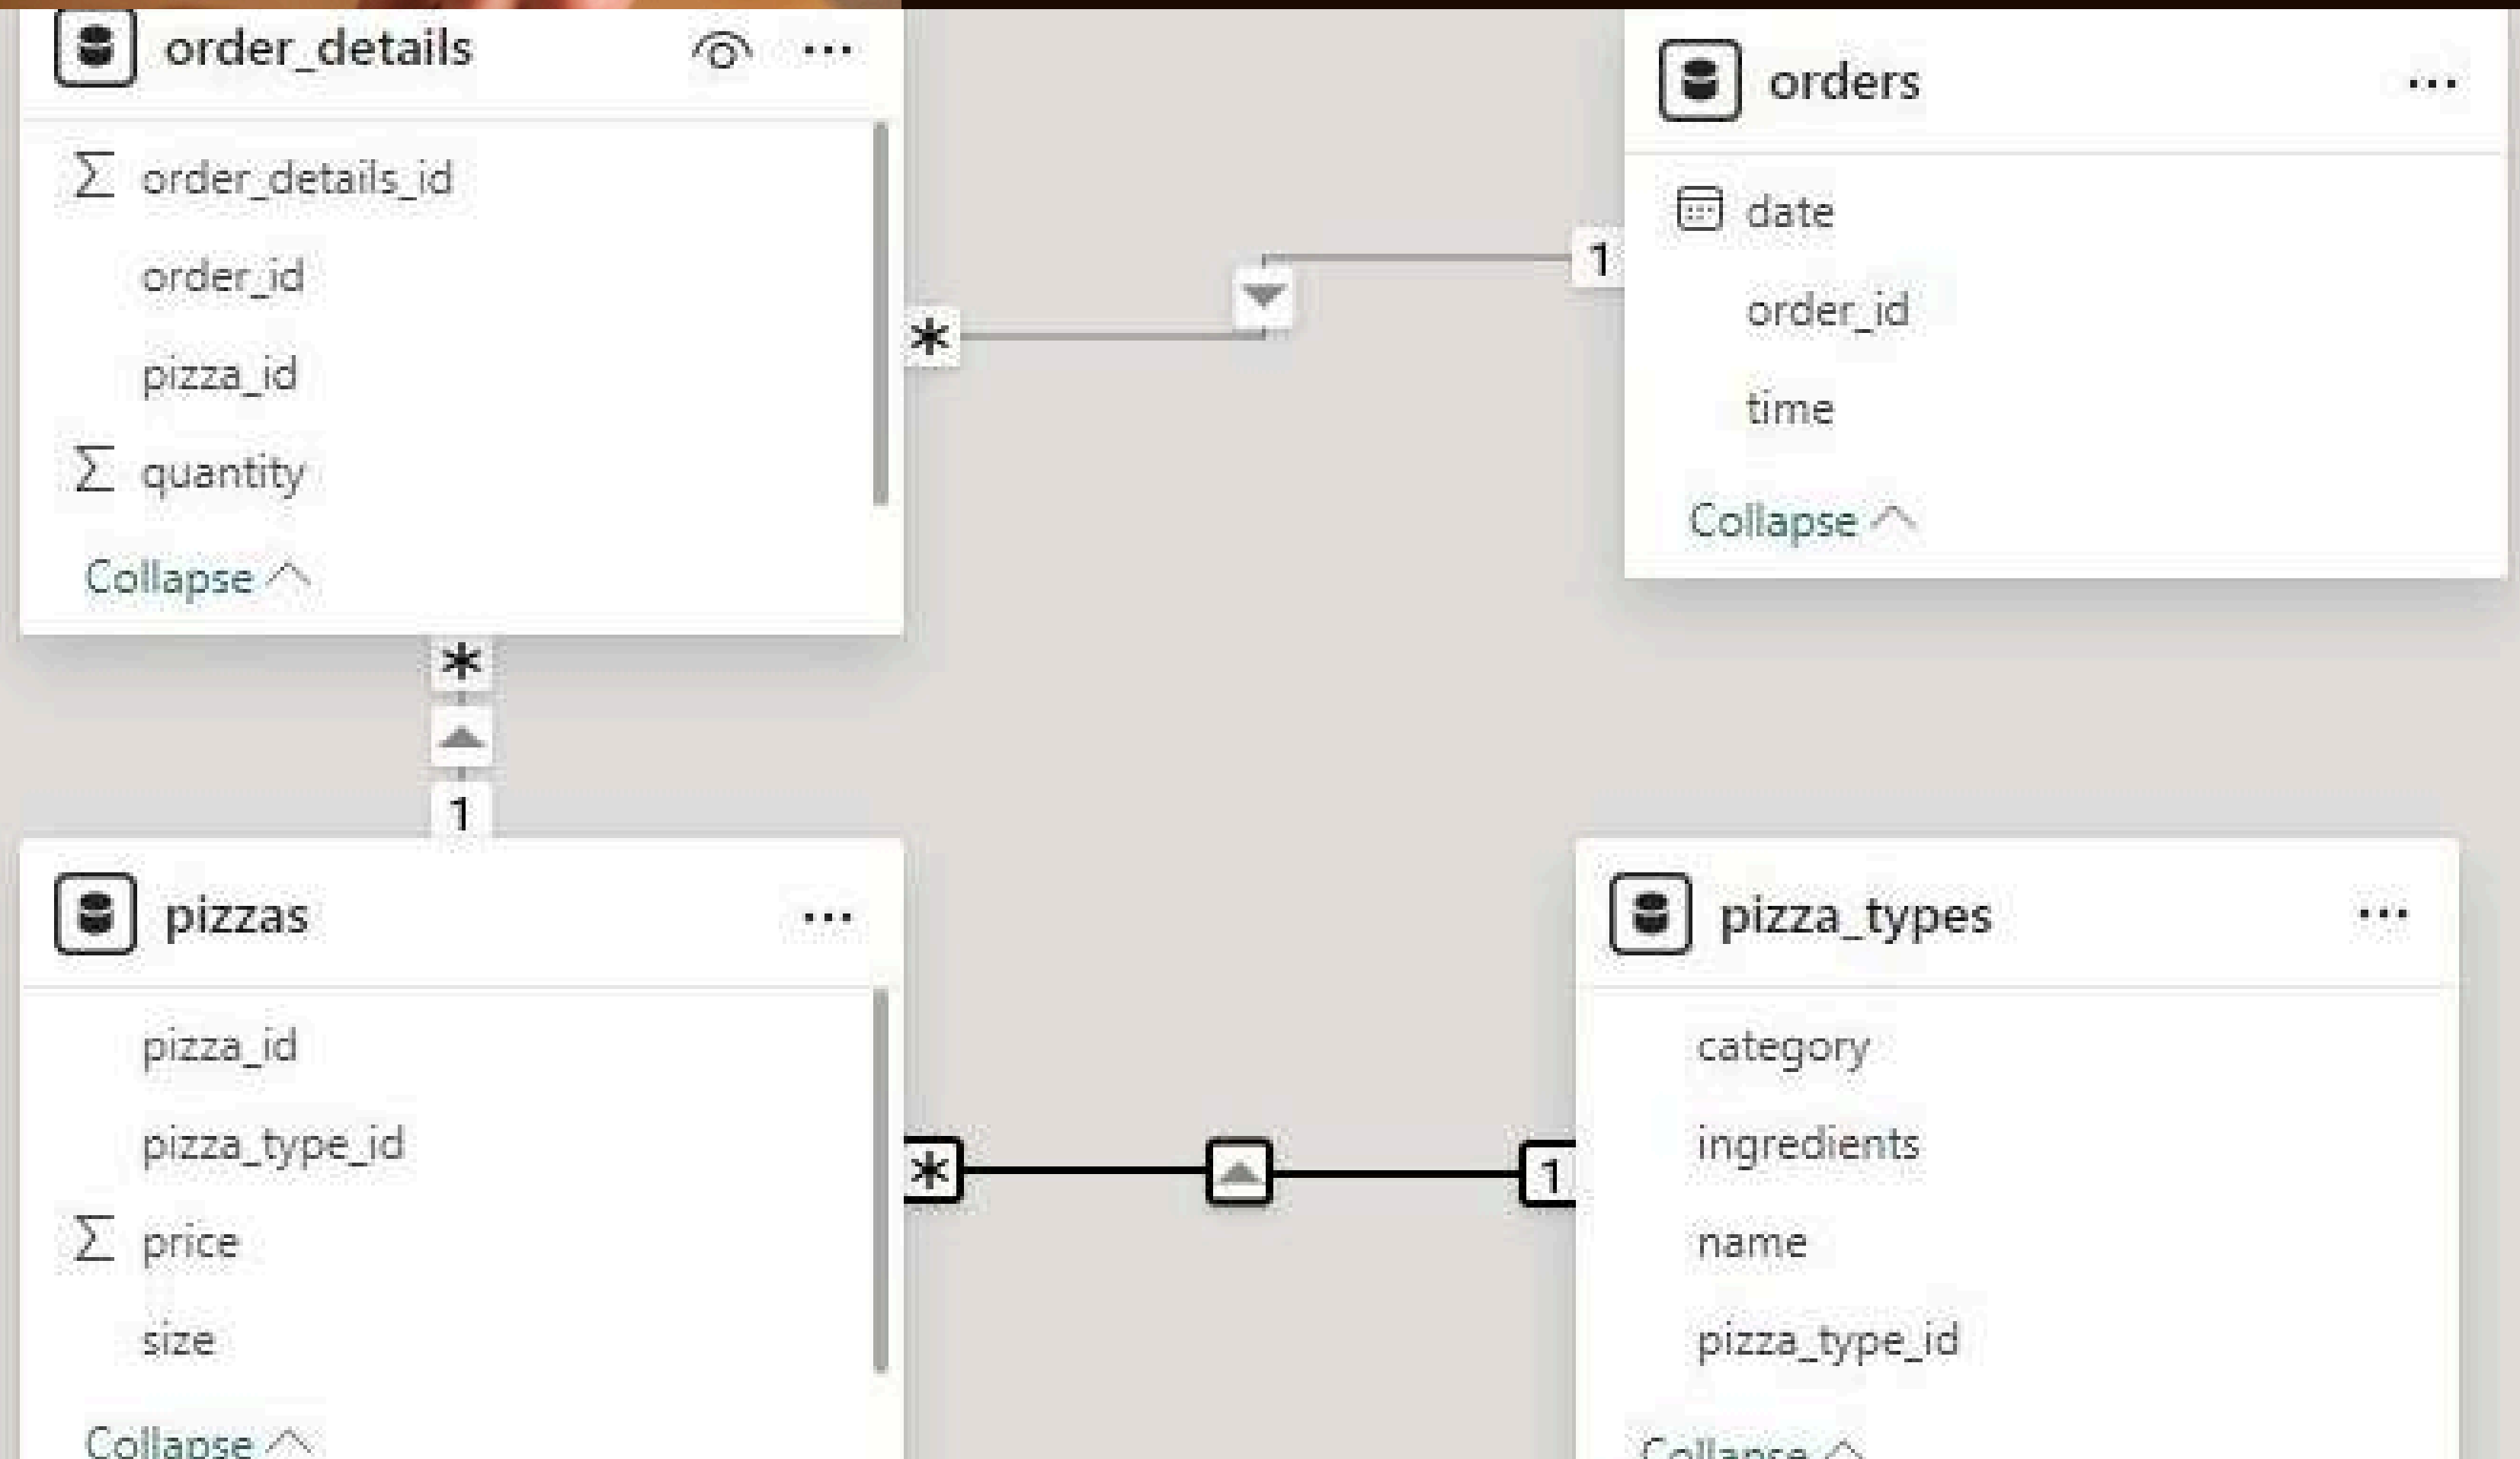 order_details
order_details_id
order_id
pizza_id
quantity
Collapse
orders
date
order_id
time
Collapse
*
1
*
1
pizzas
pizza_id
pizza_type_id
price
size
Collapse
*
1
pizza_types
category
ingredients
name
pizza_type_id
Collapse